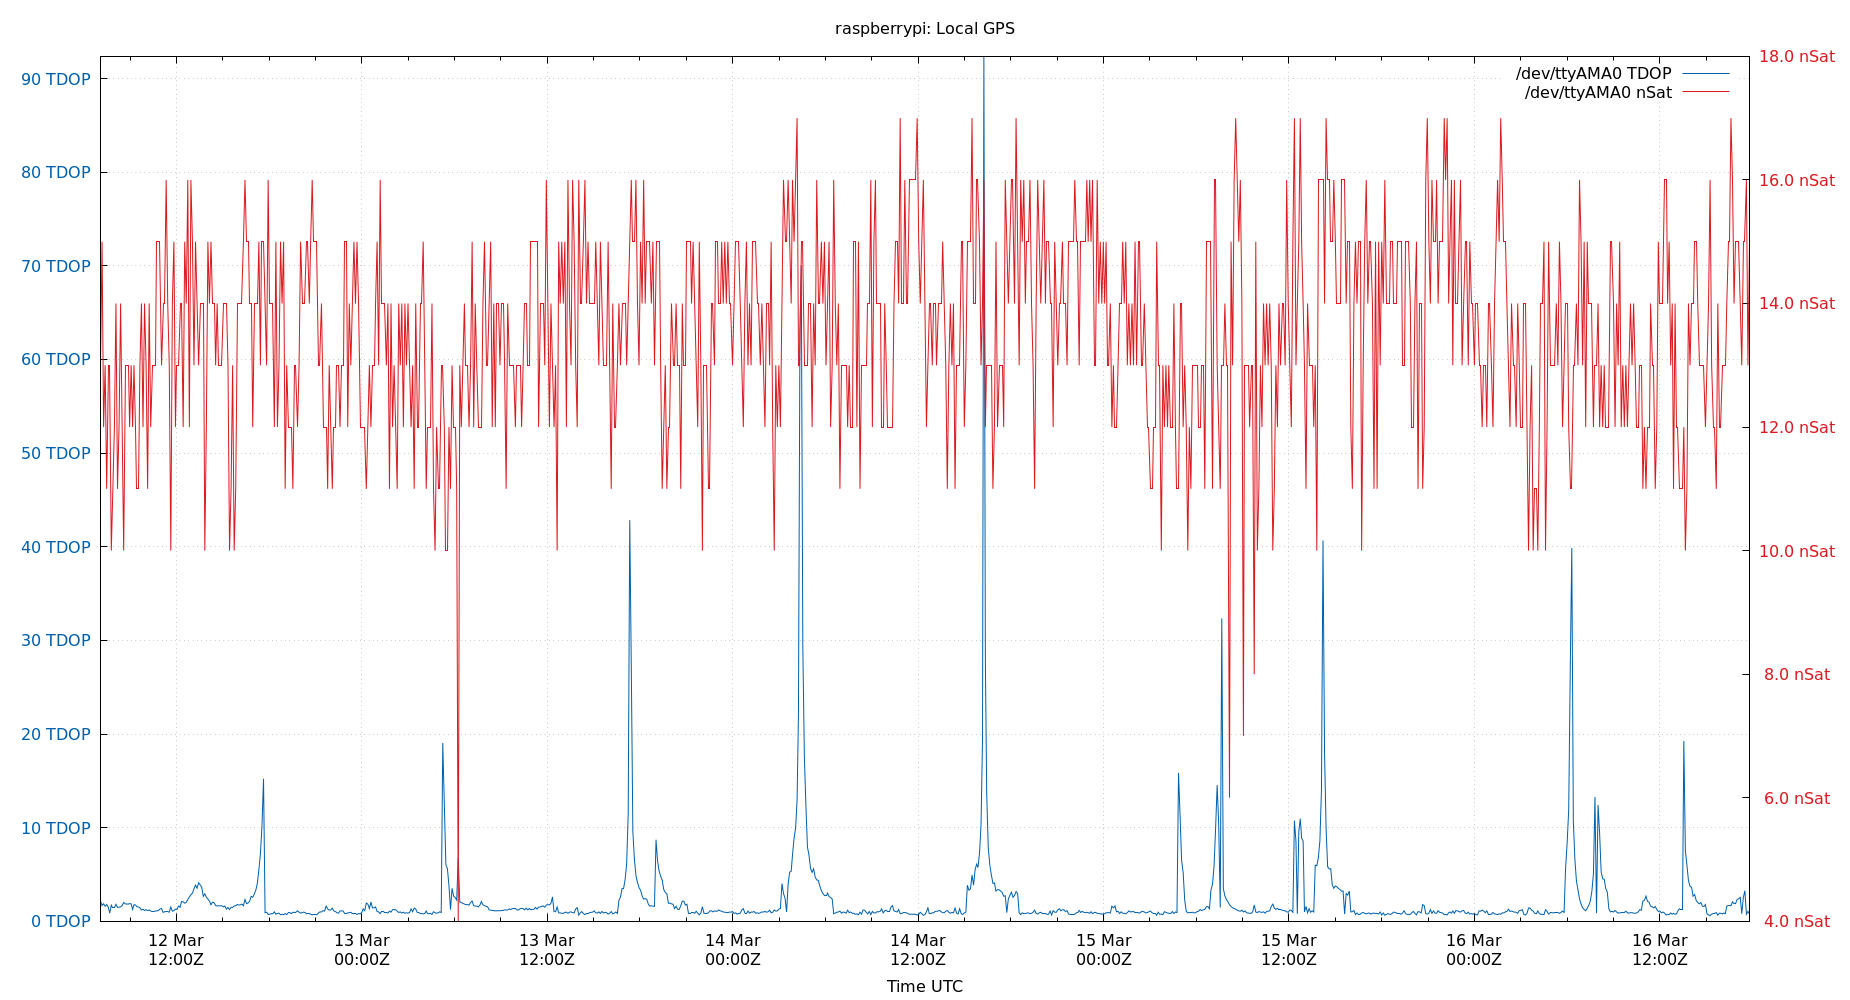 raspberrypi: Local GPS
/dev/ttyAMA0 TDOP
/dev/ttyAMA0 nSat
90 TDOP
80 TDOP
70 TDOP
60 TDOP
50 TDOP
40 TDOP
30 TDOP
20 TDOP
10 TDOP
0 TDOP
18.0 nSat
16.0 nSat
14.0 nSat
12.0 nSat
10.0 nSat
8.0 nSat
6.0 nSat
4.0 nSat
12 Mar
12:00Z
13 Mar
00:00Z
13 Mar
12:00Z
14 Mar
00:00Z
14 Mar
12:00Z
15 Mar
00:00Z
15 Mar
12:00Z
16 Mar
00:00Z
16 Mar
12:00Z
Time UTC